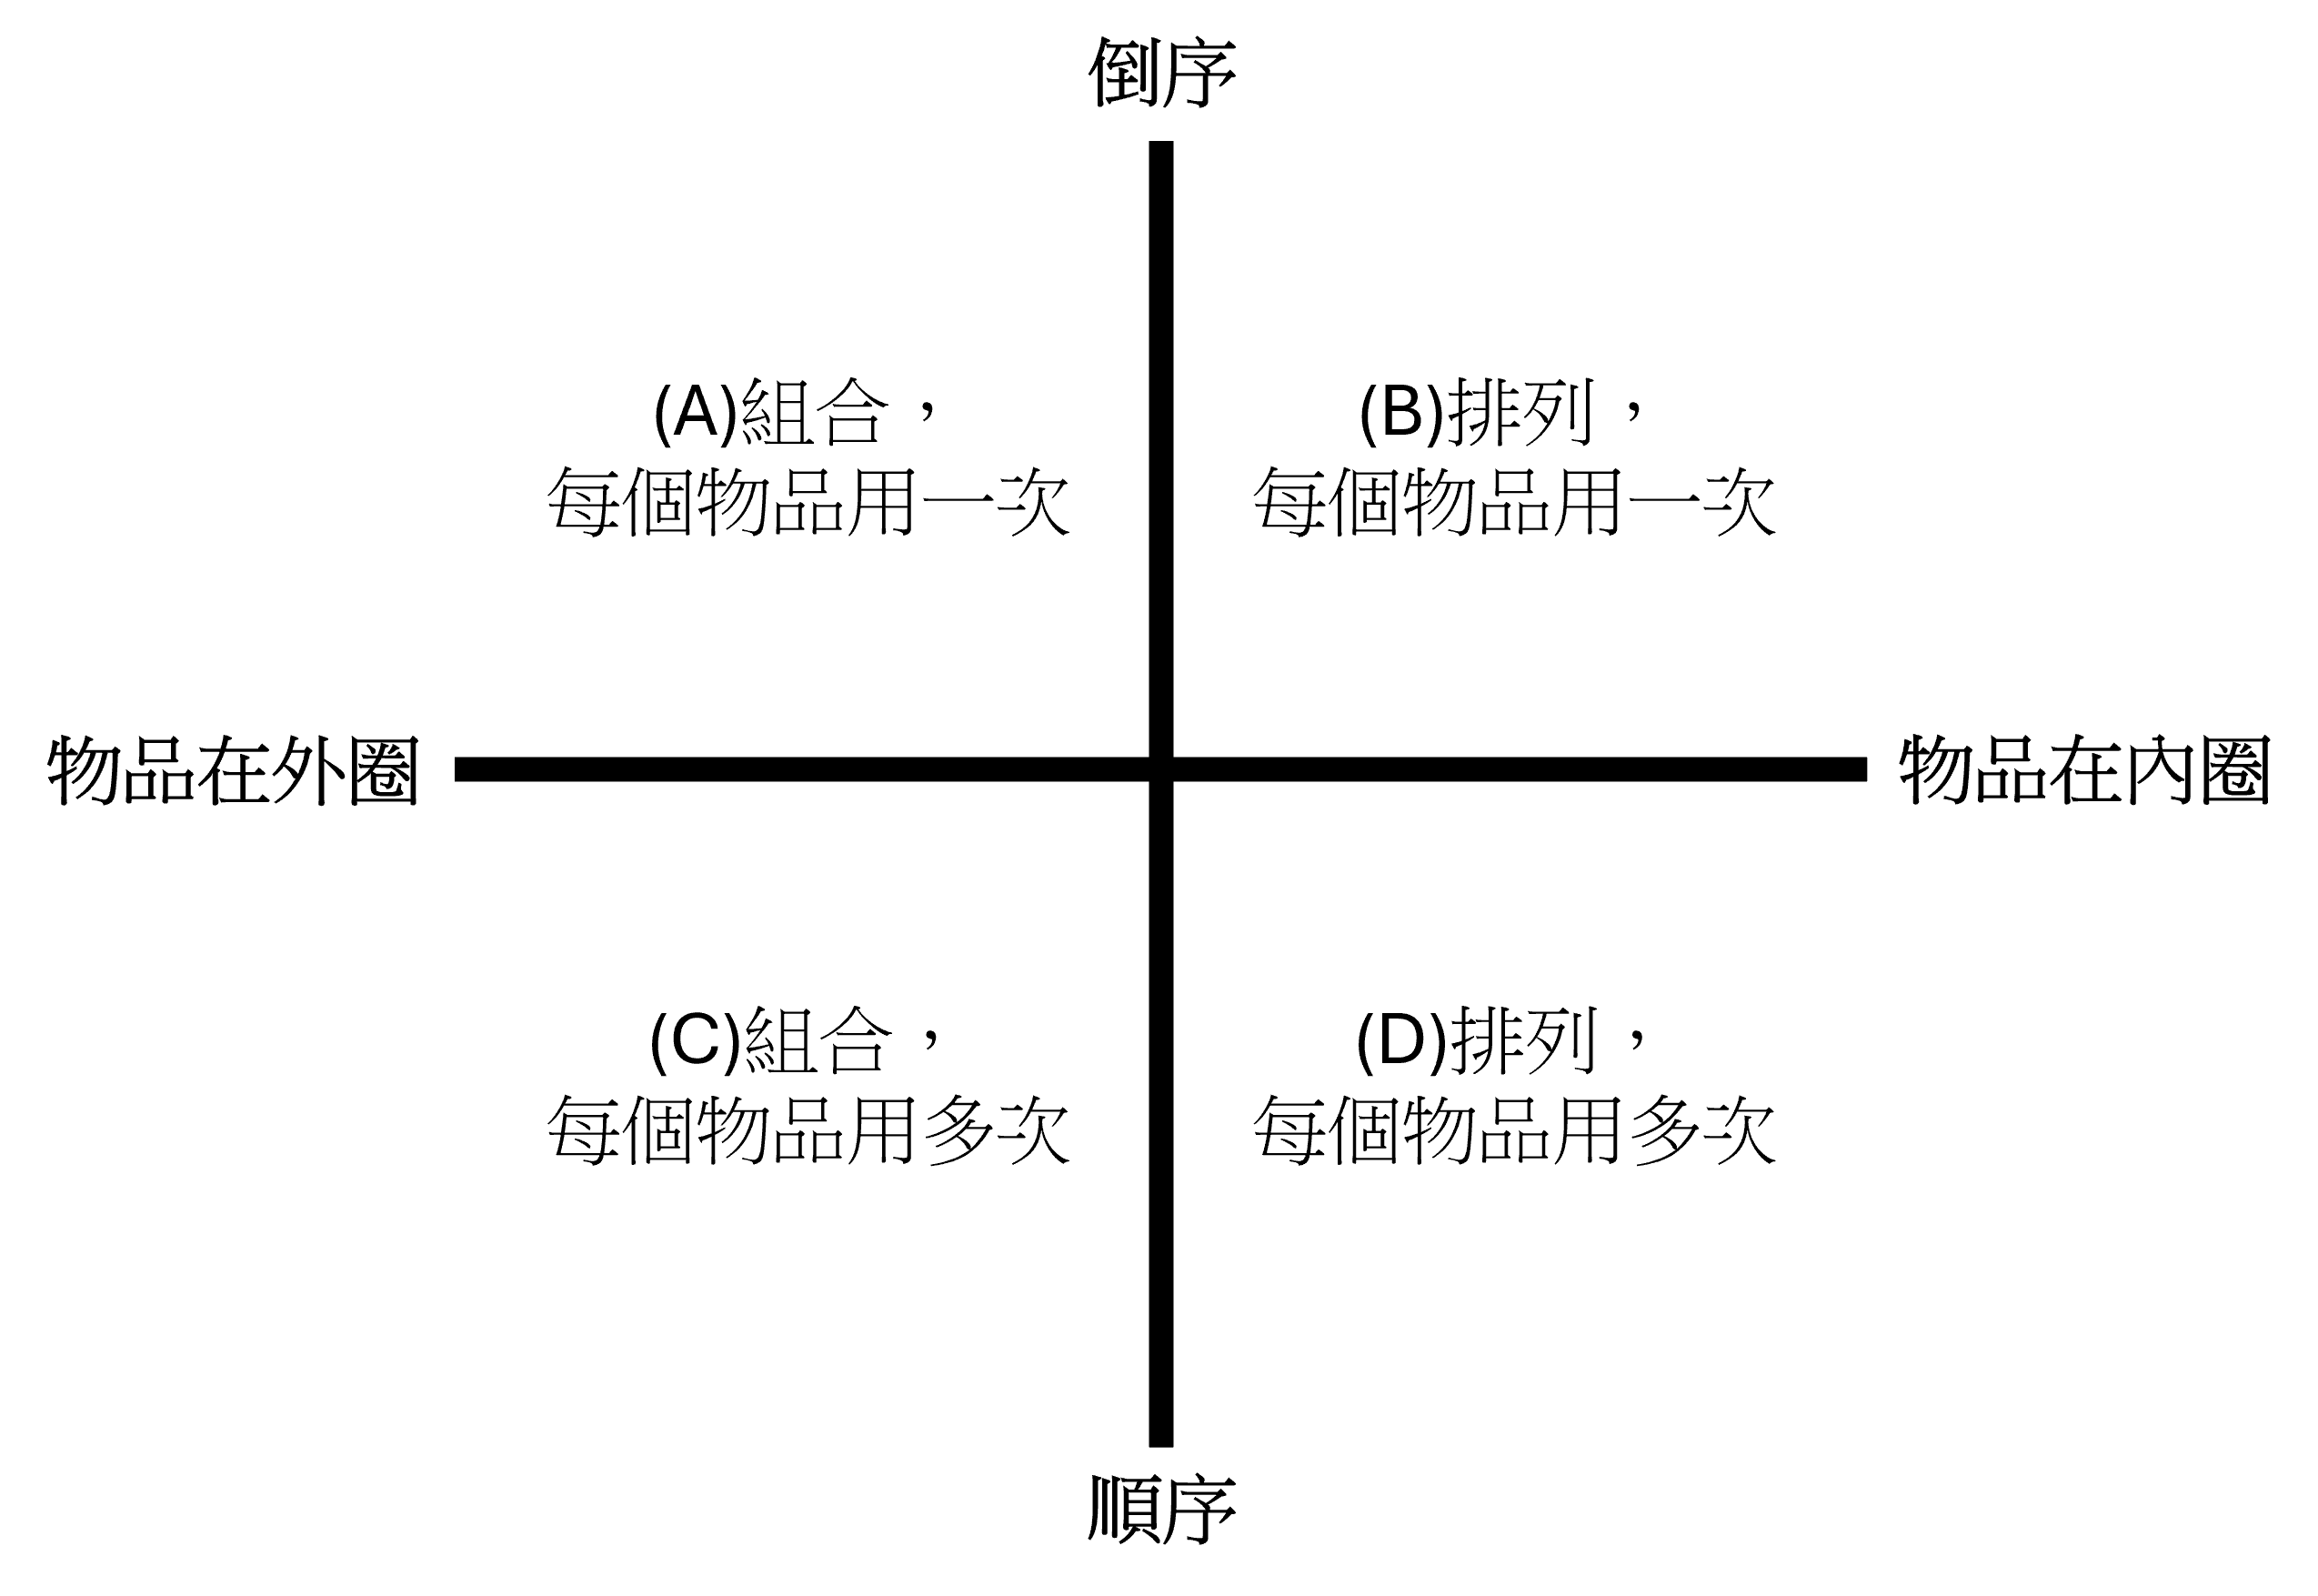 倒序
(A)組合，
每個物品用一次
(B)排列，
每個物品用一次
物品在外圈
物品在內圈
(C)組合，
每個物品用多次
(D)排列，
每個物品用多次
順序